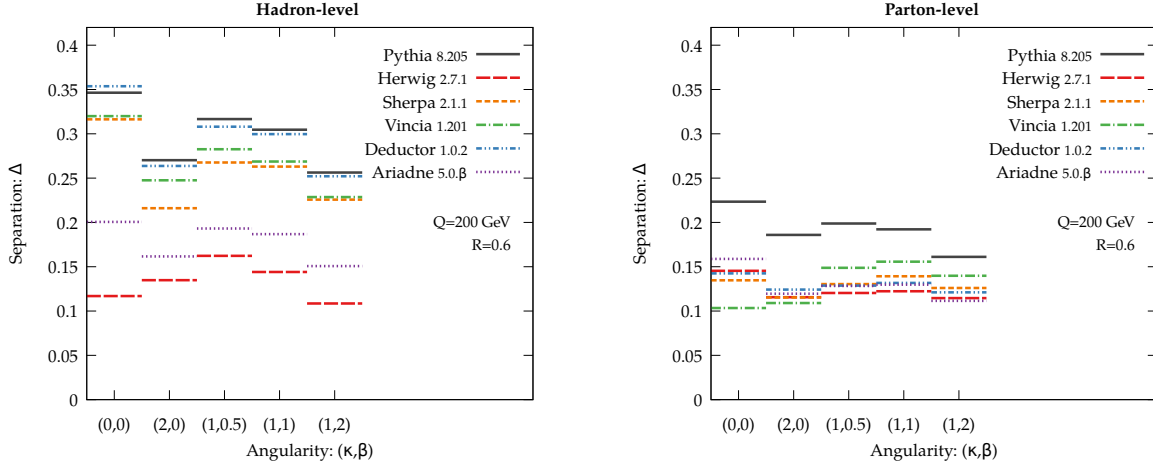 Hadron-level
Separation: Δ
0.4
0.35
0.3
0.25
0.2
0.15
0.1
0.05
0
Pythia 8.205
Herwig 2.7.1
Sherpa 2.1.1
Vincia 1.201
Deductor 1.0.2
Ariadne 5.0.β
Q=200 GeV
R=0.6
(0,0) (2,0) (1,0.5) (1,1) (1,2)
Angularity: (κ,β)
Parton-level
Separation: Δ
0.4
0.35
0.3
0.25
0.2
0.15
0.1
0.05
0
Pythia 8.205
Herwig 2.7.1
Sherpa 2.1.1
Vincia 1.201
Deductor 1.0.2
Ariadne 5.0.β
Q=200 GeV
R=0.6
(0,0) (2,0) (1,0.5) (1,1) (1,2)
Angularity: (κ,β)